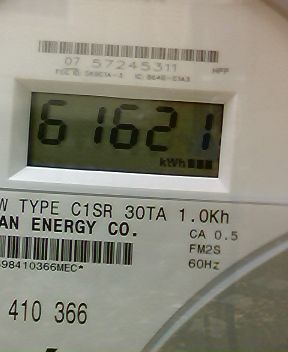 07 57245311
61621
kWh
W TYPE C1SR 30TA 1.0Kh
AN ENERGY CO.
CA 0.5
FM2S
60Hz
98410366MEC*
410 366